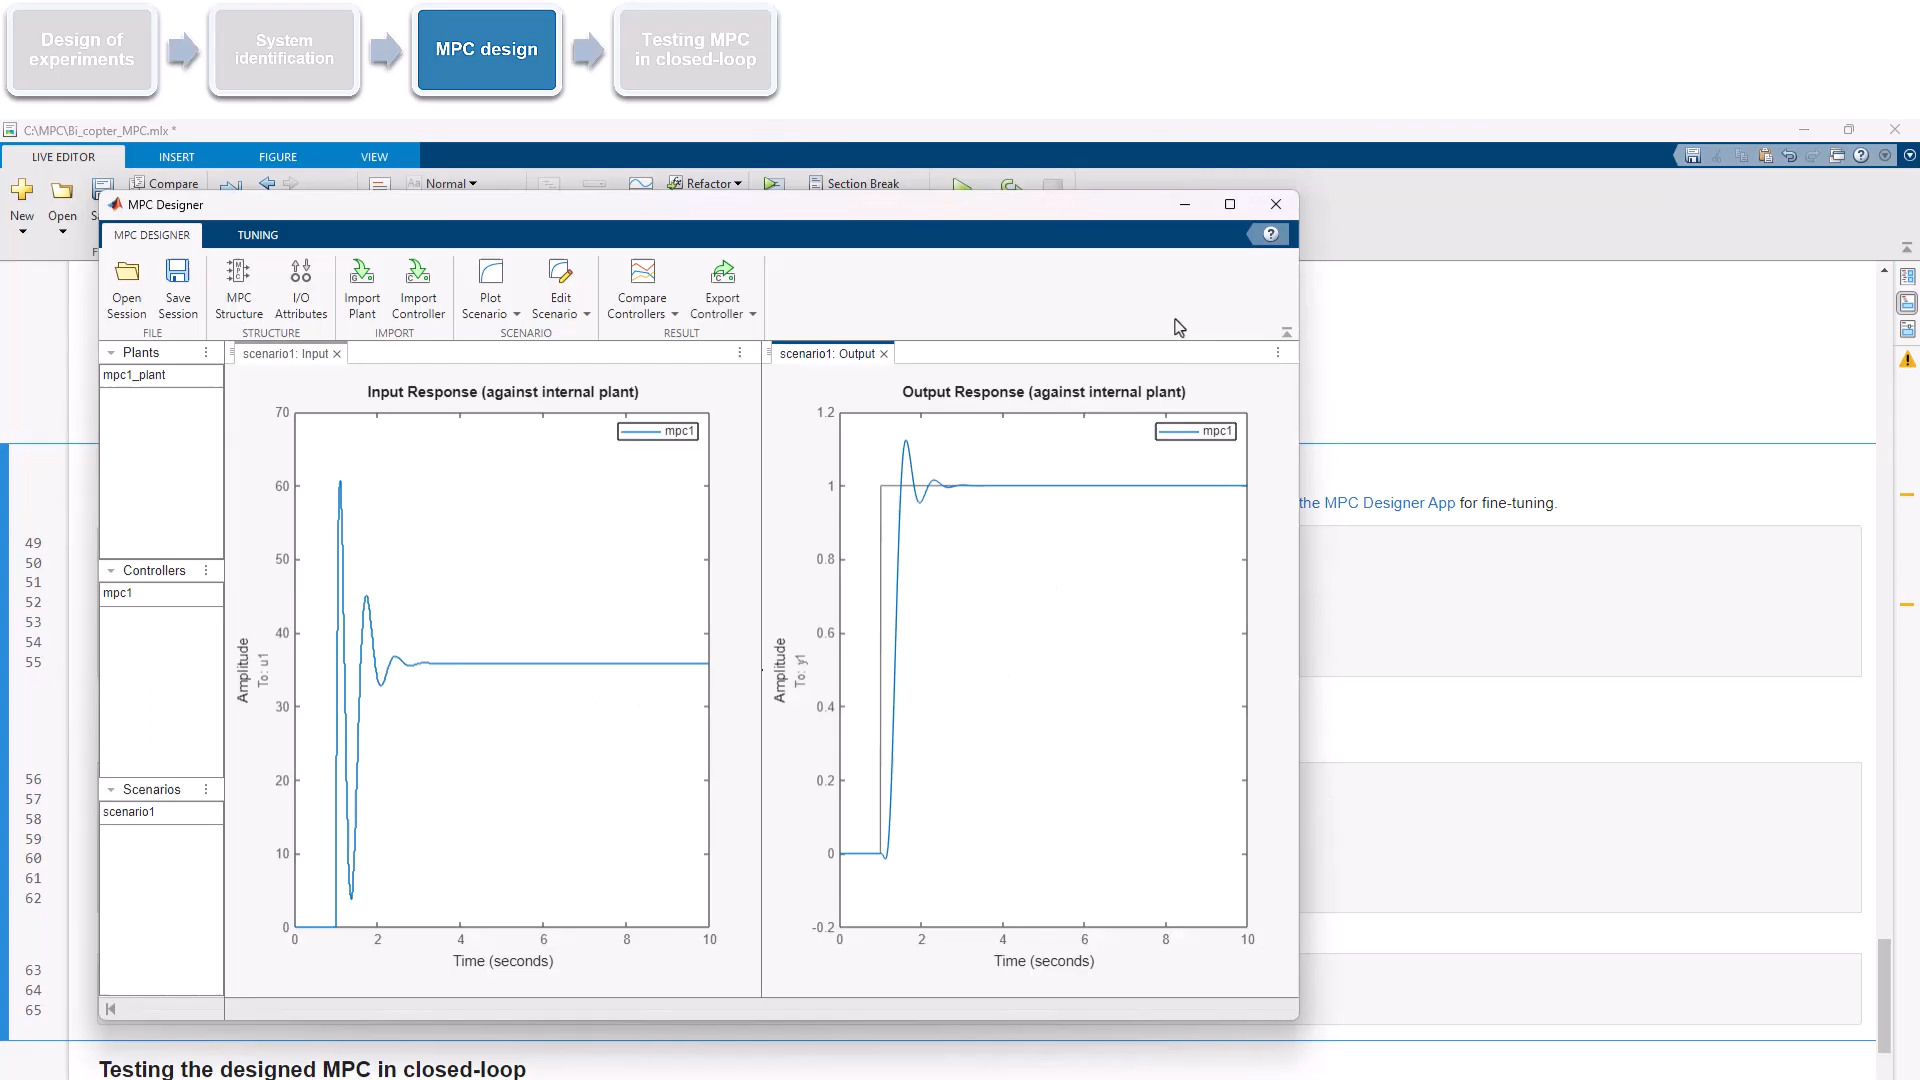 Design of
experiments
System
identification
MPC design
Testing MPC
in closed-loop
C:\MPC\Bi_copter_MPC.mlx *
LIVE EDITOR
INSERT
FIGURE
VIEW
New
Open
Compare
Aa Normal
Refactor
Section Break
MPC Designer
MPC DESIGNER
TUNING
Open
Session
Save
Session
MPC
Structure
I/O
Attributes
Import
Plant
Import
Controller
Plot
Scenario
Edit
Scenario
Compare
Controllers
Export
Controller
FILE
STRUCTURE
IMPORT
SCENARIO
RESULT
Plants
mpc1_plant
Controllers
mpc1
Scenarios
scenario1
scenario1: Input
Input Response (against internal plant)
mpc1
70
60
50
40
30
20
10
0
Amplitude
To: u1
0 2 4 6 8 10
Time (seconds)
scenario1: Output
Output Response (against internal plant)
mpc1
1.2
1
0.8
0.6
0.4
0.2
0
-0.2
Amplitude
To: y1
0 2 4 6 8 10
Time (seconds)
the MPC Designer App for fine-tuning.
49
50
51
52
53
54
55
56
57
58
59
60
61
62
63
64
65
Testing the designed MPC in closed-loop